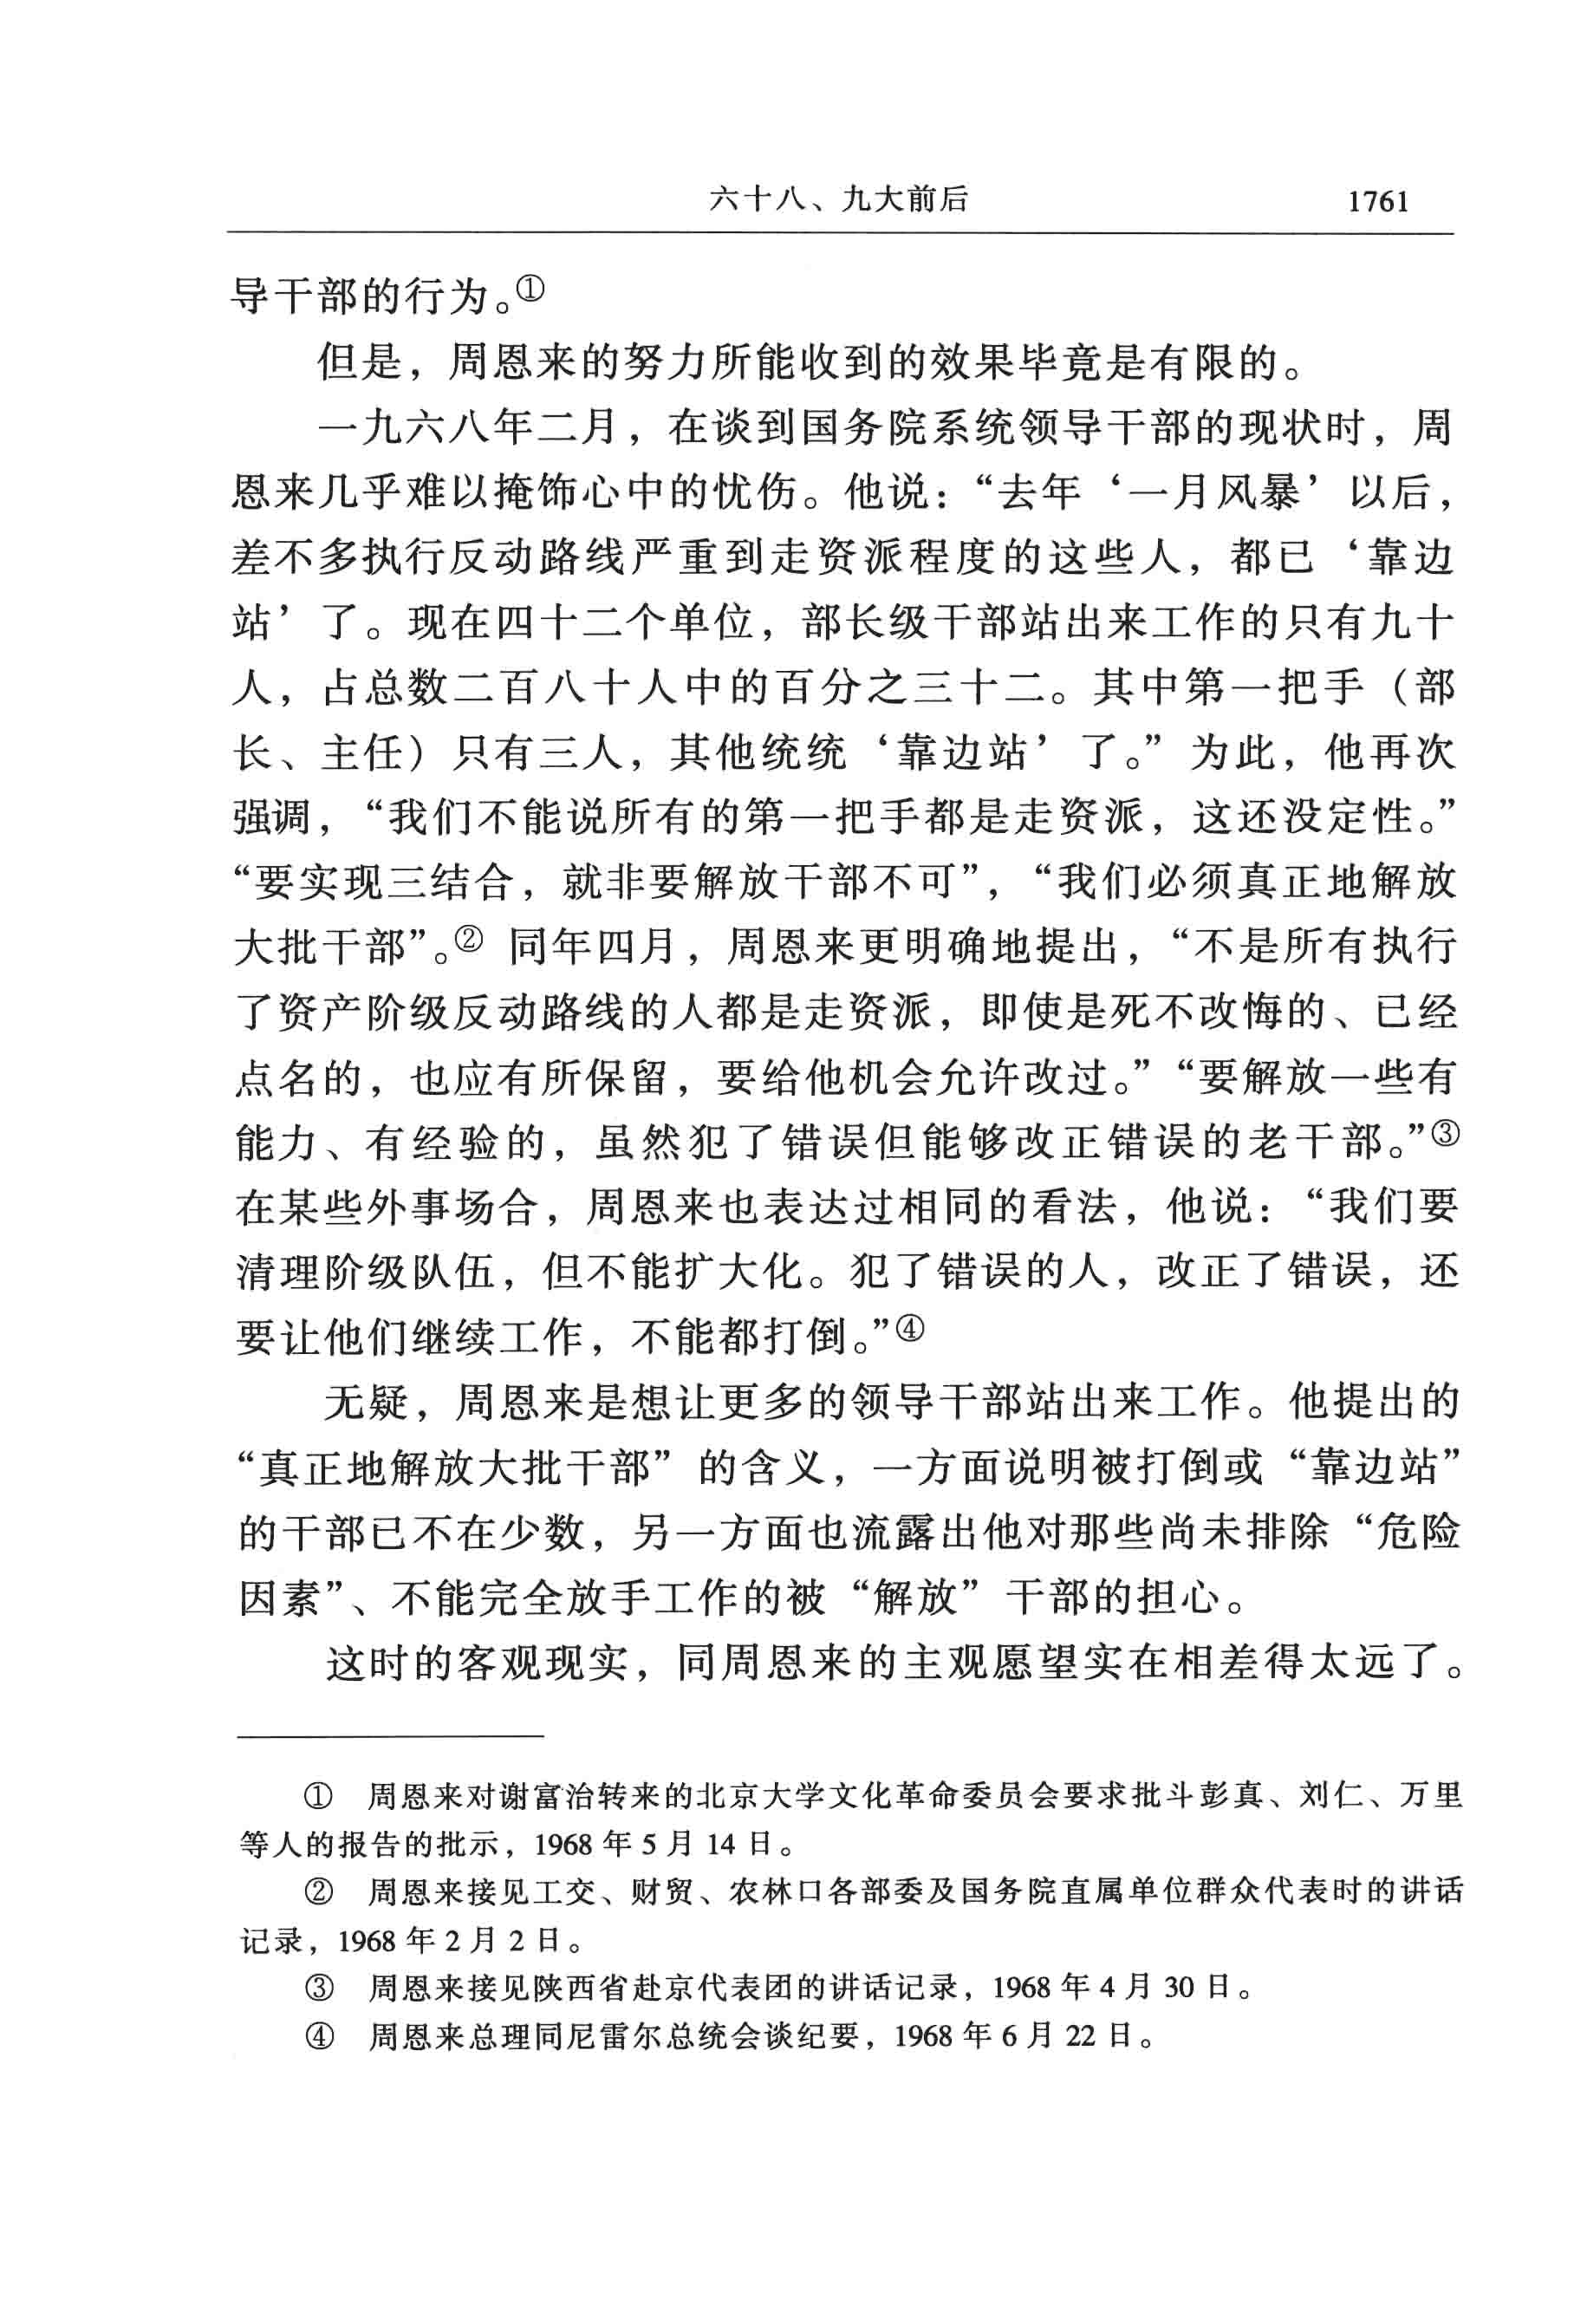 六十八、九大前后 1761
导干部的行为。①
但是，周恩来的努力所能收到的效果毕竟是有限的。
一九六八年二月，在谈到国务院系统领导干部的现状时，周
恩来几乎难以掩饰心中的忧伤。他说：“去年‘一月风暴’以后，
差不多执行反动路线严重到走资派程度的这些人，都已‘靠边
站’了。现在四十二个单位，部长级干部站出来工作的只有九十
人，占总数二百八十人中的百分之三十二。其中第一把手（部
长、主任）只有三人，其他统统‘靠边站’了。”为此，他再次
强调，“我们不能说所有的第一把手都是走资派，这还没定性。”
“要实现三结合，就非要解放干部不可”，“我们必须真正地解放
大批干部”。② 同年四月，周恩来更明确地提出，“不是所有执行
了资产阶级反动路线的人都是走资派，即使是死不改悔的、已经
点名的，也应有所保留，要给他机会允许改过。”“要解放一些有
能力、有经验的，虽然犯了错误但能够改正错误的老干部。”③
在某些外事场合，周恩来也表达过相同的看法，他说：“我们要
清理阶级队伍，但不能扩大化。犯了错误的人，改正了错误，还
要让他们继续工作，不能都打倒。”④
无疑，周恩来是想让更多的领导干部站出来工作。他提出的
“真正地解放大批干部”的含义，一方面说明被打倒或“靠边站”
的干部已不在少数，另一方面也流露出他对那些尚未排除“危险
因素”、不能完全放手工作的被“解放”干部的担心。
这时的客观现实，同周恩来的主观愿望实在相差得太远了。
① 周恩来对谢富治转来的北京大学文化革命委员会要求批斗彭真、刘仁、万里
等人的报告的批示，1968 年 5 月 14 日。
② 周恩来接见工交、财贸、农林口各部委及国务院直属单位群众代表时的讲话
记录，1968 年 2 月 2 日。
③ 周恩来接见陕西省赴京代表团的讲话记录，1968 年 4 月 30 日。
④ 周恩来总理同尼雷尔总统会谈纪要，1968 年 6 月 22 日。